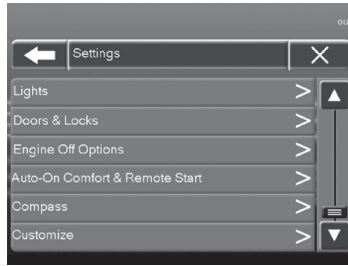 Settings
Lights
Doors & Locks
Engine Off Options
Auto-On Comfort & Remote Start
Compass
Customize